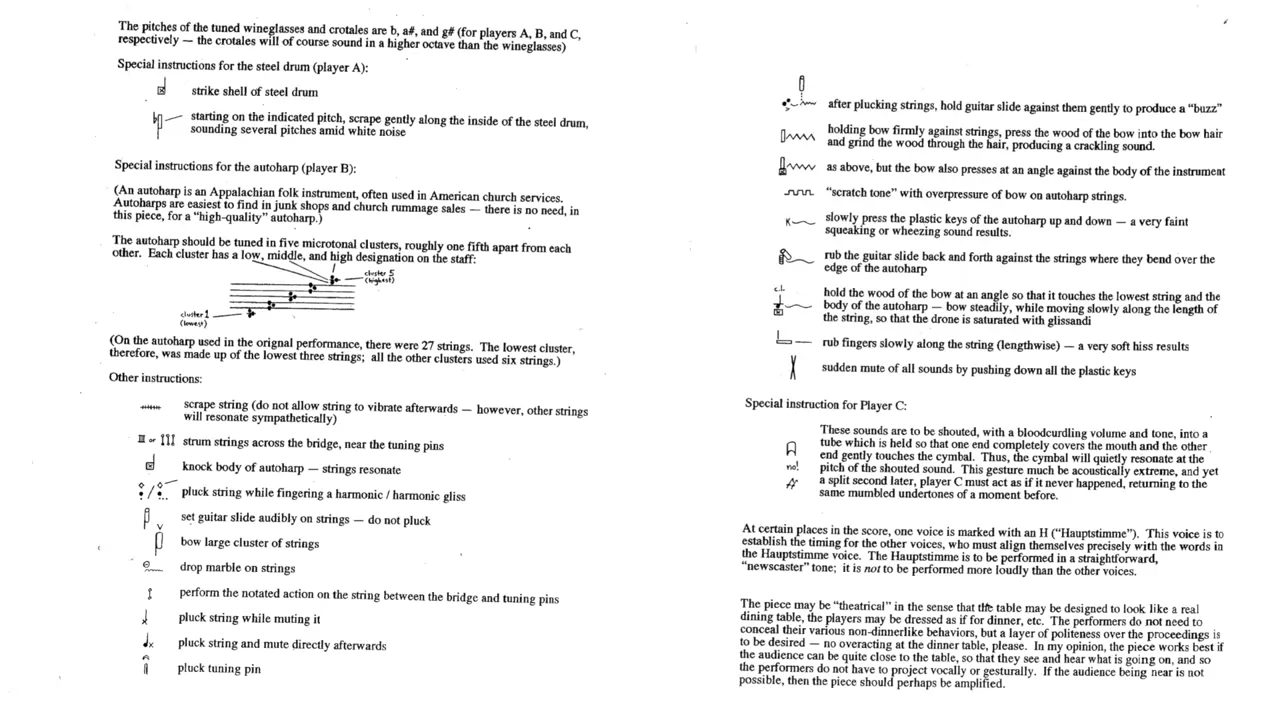 The pitches of the tuned wineglasses and crotales are b, a#, and g# (for players A, B, and C,
respectively — the crotales will of course sound in a higher octave than the wineglasses)
Special instructions for the steel drum (player A):
strike shell of steel drum
starting on the indicated pitch, scrape gently along the inside of the steel drum,
sounding several pitches amid white noise
Special instructions for the autoharp (player B):
(An autoharp is an Appalachian folk instrument, often used in American church services.
Autoharps are easiest to find in junk shops and church rummage sales — there is no need, in
this piece, for a "high-quality" autoharp.)
The autoharp should be tuned in five microtonal clusters, roughly one fifth apart from each
other. Each cluster has a low, middle, and high designation on the staff:
cluster 5
(highest)
cluster 1
(lowest)
(On the autoharp used in the orignal performance, there were 27 strings. The lowest cluster,
therefore, was made up of the lowest three strings; all the other clusters used six strings.)
Other instructions:
scrape string (do not allow string to vibrate afterwards — however, other strings
will resonate sympathetically)
or strum strings across the bridge, near the tuning pins
knock body of autoharp — strings resonate
pluck string while fingering a harmonic / harmonic gliss
set guitar slide audibly on strings — do not pluck
bow large cluster of strings
drop marble on strings
perform the notated action on the string between the bridge and tuning pins
pluck string while muting it
pluck string and mute directly afterwards
pluck tuning pin
after plucking strings, hold guitar slide against them gently to produce a "buzz"
holding bow firmly against strings, press the wood of the bow into the bow hair
and grind the wood through the hair, producing a crackling sound.
as above, but the bow also presses at an angle against the body of the instrument
"scratch tone" with overpressure of bow on autoharp strings.
K slowly press the plastic keys of the autoharp up and down — a very faint
squeaking or wheezing sound results.
rub the guitar slide back and forth against the strings where they bend over the
edge of the autoharp
c.l. hold the wood of the bow at an angle so that it touches the lowest string and the
body of the autoharp — bow steadily, while moving slowly along the length of
the string, so that the drone is saturated with glissandi
rub fingers slowly along the string (lengthwise) — a very soft hiss results
sudden mute of all sounds by pushing down all the plastic keys
Special instruction for Player C:
These sounds are to be shouted, with a bloodcurdling volume and tone, into a
tube which is held so that one end completely covers the mouth and the other
end gently touches the cymbal. Thus, the cymbal will quietly resonate at the
no! pitch of the shouted sound. This gesture much be acoustically extreme, and yet
a split second later, player C must act as if it never happened, returning to the
same mumbled undertones of a moment before.
At certain places in the score, one voice is marked with an H ("Hauptstimme"). This voice is to
establish the timing for the other voices, who must align themselves precisely with the words in
the Hauptstimme voice. The Hauptstimme is to be performed in a straightforward,
"newscaster" tone; it is not to be performed more loudly than the other voices.
The piece may be "theatrical" in the sense that the table may be designed to look like a real
dining table, the players may be dressed as if for dinner, etc. The performers do not need to
conceal their various non-dinnerlike behaviors, but a layer of politeness over the proceedings is
to be desired — no overacting at the dinner table, please. In my opinion, the piece works best if
the audience can be quite close to the table, so that they see and hear what is going on, and so
the performers do not have to project vocally or gesturally. If the audience being near is not
possible, then the piece should perhaps be amplified.